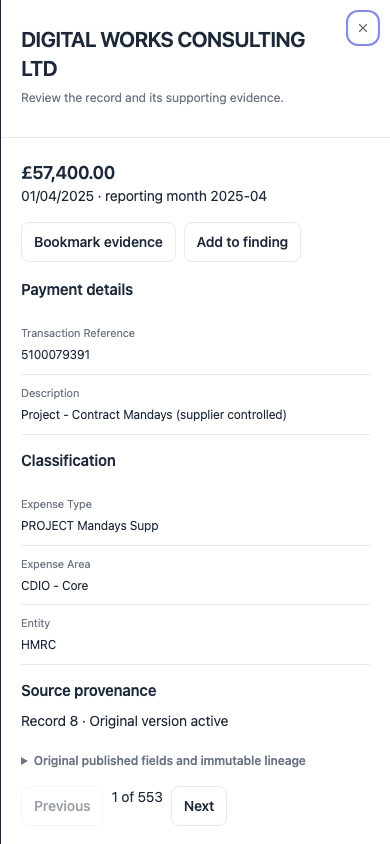 DIGITAL WORKS CONSULTING
LTD
Review the record and its supporting evidence.
£57,400.00
01/04/2025 · reporting month 2025-04
Bookmark evidence
Add to finding
Payment details
Transaction Reference
5100079391
Description
Project - Contract Mandays (supplier controlled)
Classification
Expense Type
PROJECT Mandays Supp
Expense Area
CDIO - Core
Entity
HMRC
Source provenance
Record 8 · Original version active
Original published fields and immutable lineage
Previous
1 of 553
Next